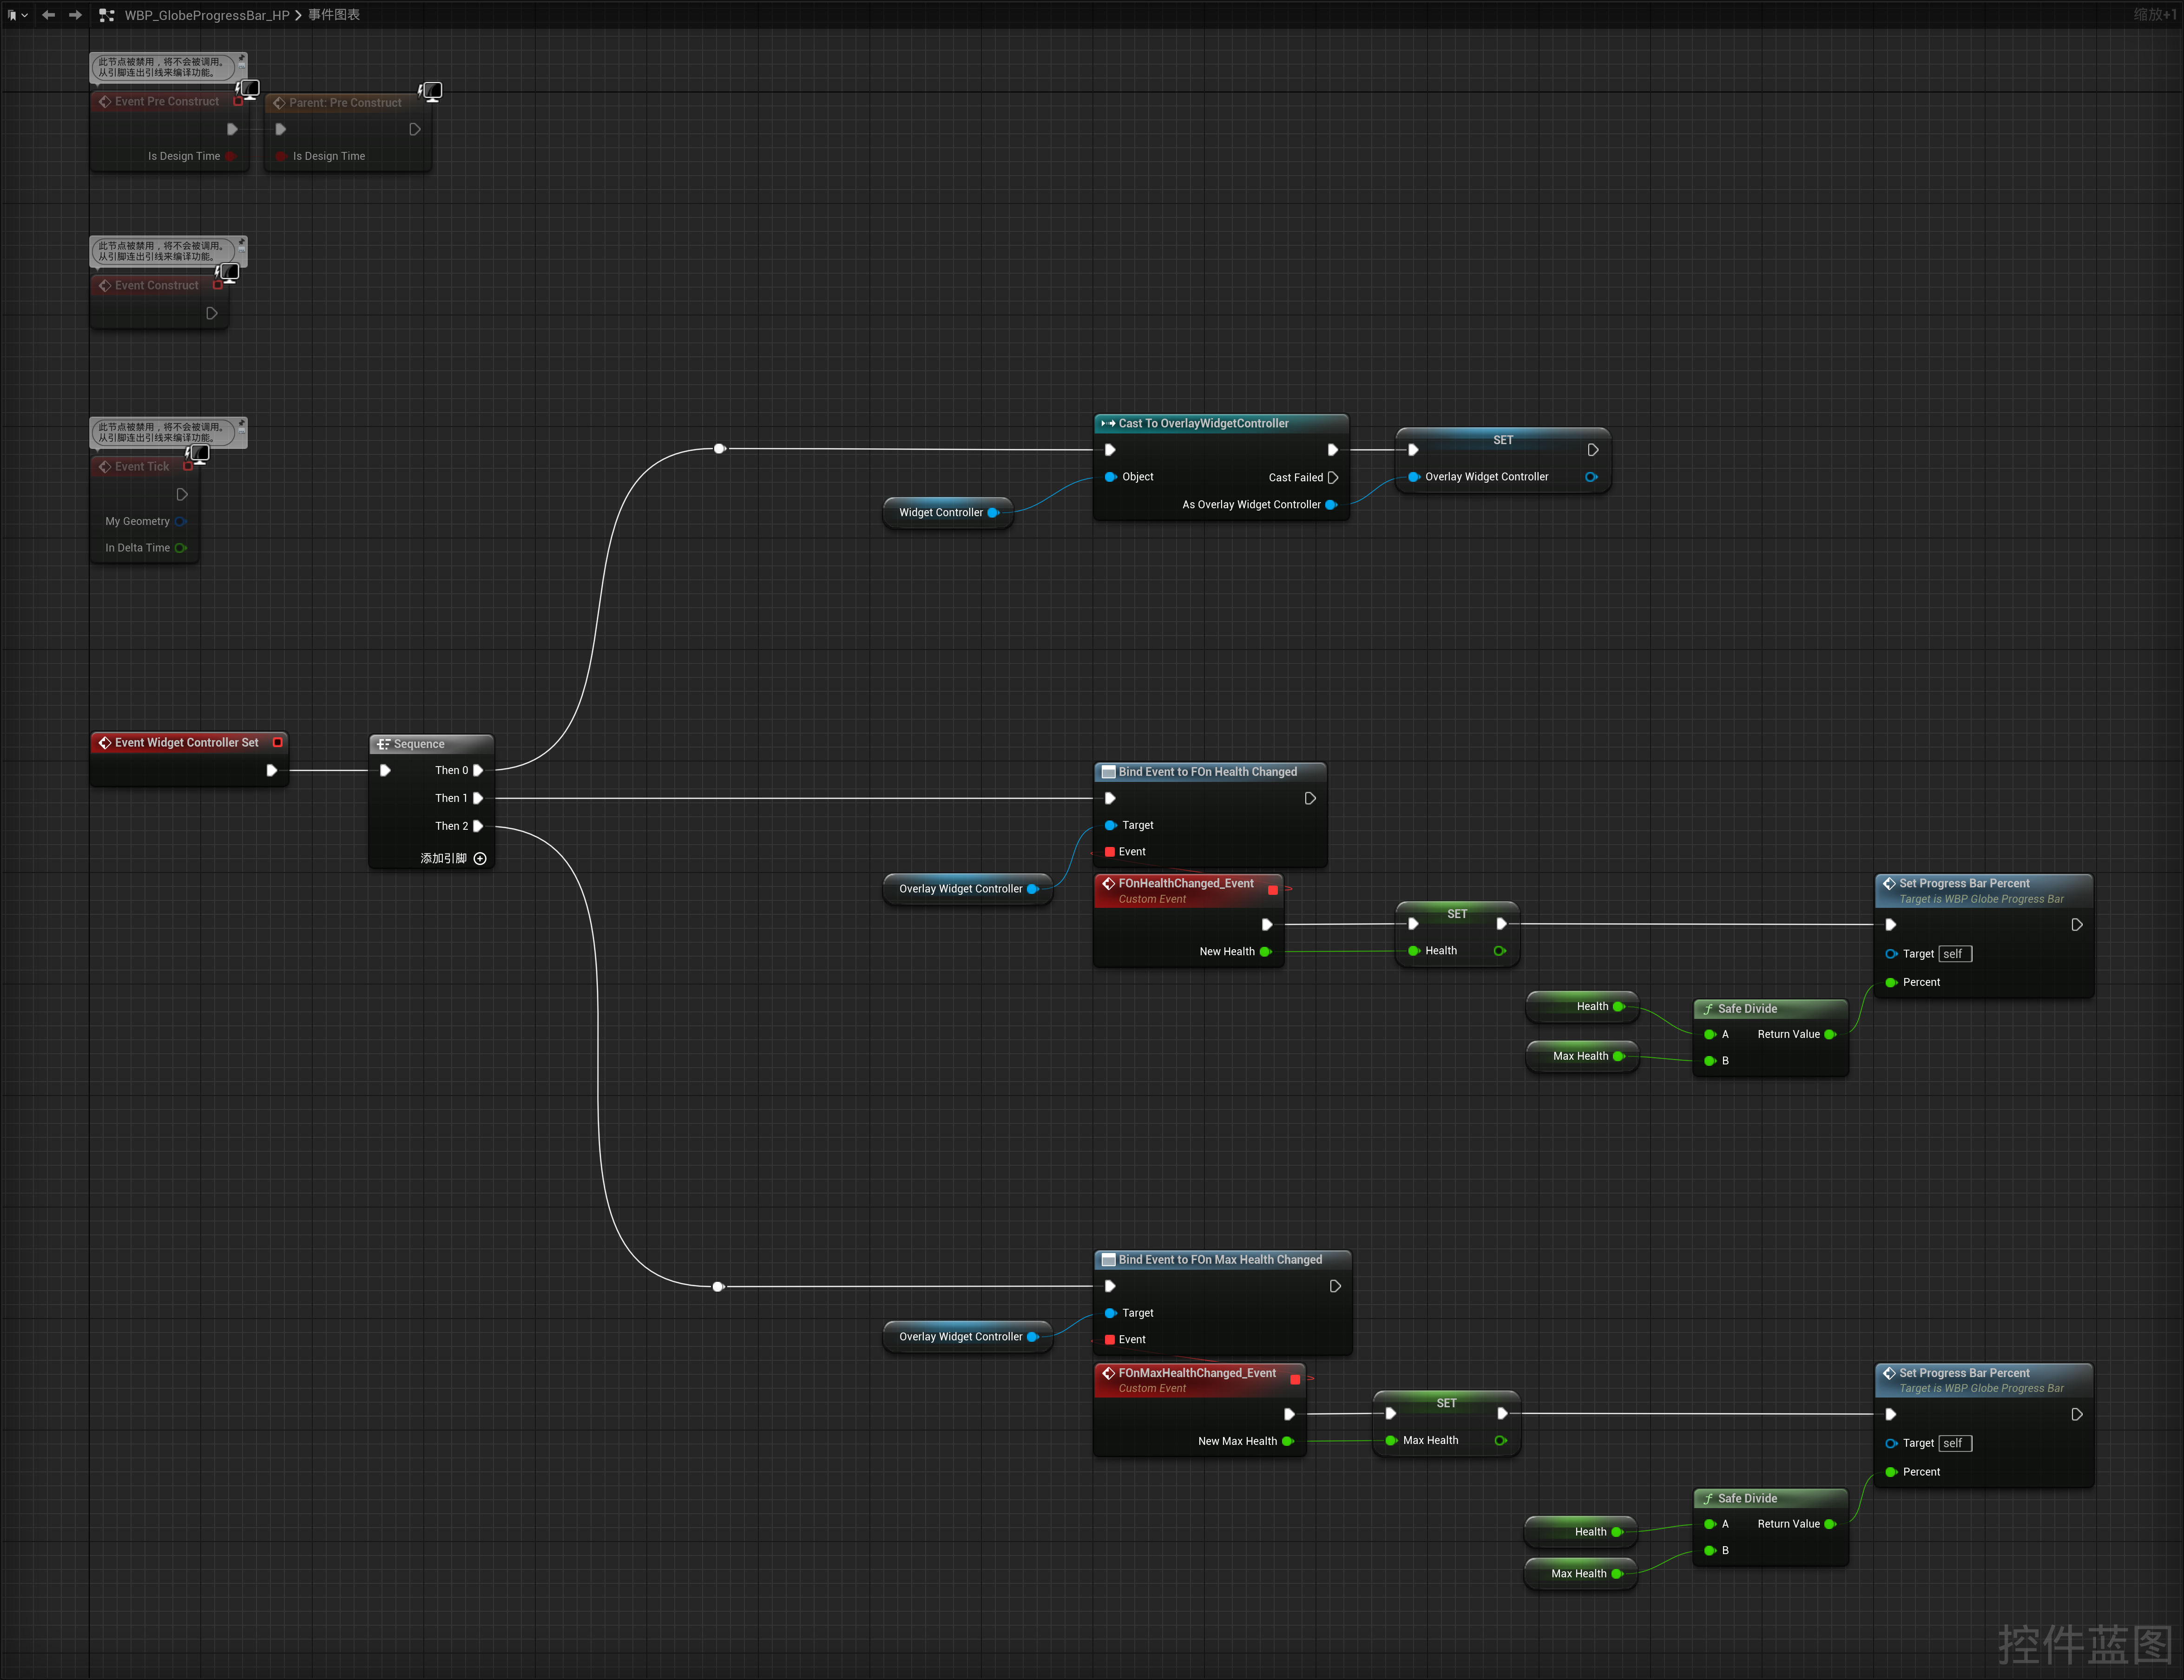 WBP_GlobeProgressBar_HP > 事件图表
缩放+1
此节点被禁用，将不会被调用。
从引脚连出引线来编译功能。
Event Pre Construct
Is Design Time
Parent: Pre Construct
Is Design Time
此节点被禁用，将不会被调用。
从引脚连出引线来编译功能。
Event Construct
此节点被禁用，将不会被调用。
从引脚连出引线来编译功能。
Event Tick
My Geometry
In Delta Time
Cast To OverlayWidgetController
Object
Cast Failed
As Overlay Widget Controller
Widget Controller
SET
Overlay Widget Controller
Event Widget Controller Set
Sequence
Then 0
Then 1
Then 2
添加引脚
Bind Event to FOn Health Changed
Target
Event
Overlay Widget Controller
FOnHealthChanged_Event
Custom Event
New Health
SET
Health
Health
Max Health
Safe Divide
A
Return Value
B
Set Progress Bar Percent
Target is WBP Globe Progress Bar
Target self
Percent
Bind Event to FOn Max Health Changed
Target
Event
Overlay Widget Controller
FOnMaxHealthChanged_Event
Custom Event
New Max Health
SET
Max Health
Health
Max Health
Safe Divide
A
Return Value
B
Set Progress Bar Percent
Target is WBP Globe Progress Bar
Target self
Percent
控件蓝图